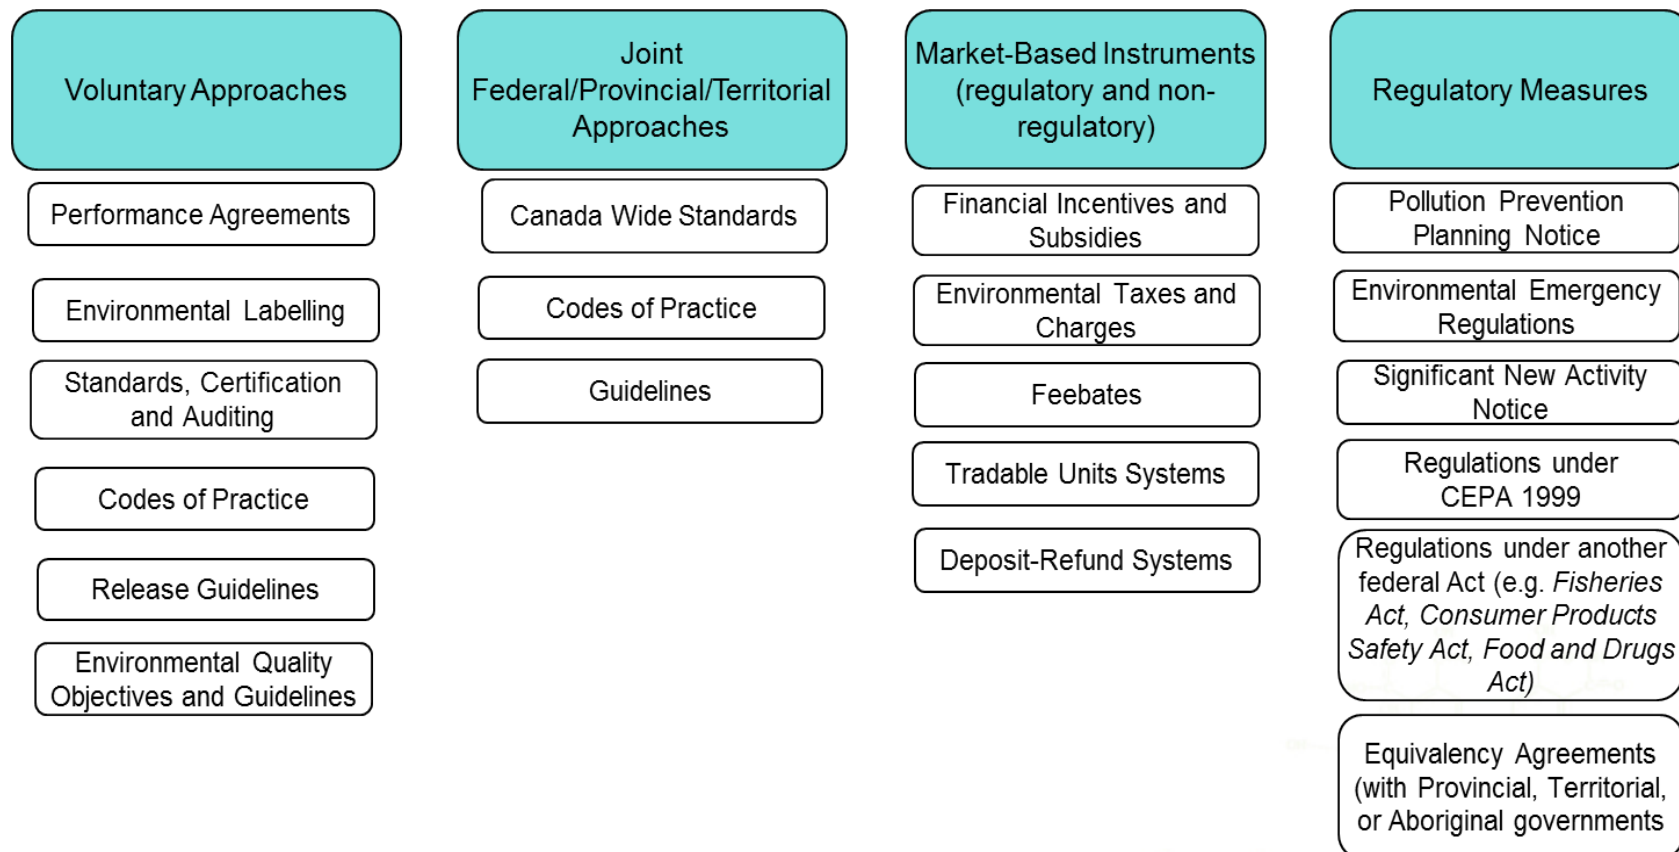 Voluntary Approaches
Performance Agreements
Environmental Labelling
Standards, Certification
and Auditing
Codes of Practice
Release Guidelines
Environmental Quality
Objectives and Guidelines
Joint
Federal/Provincial/Territorial
Approaches
Canada Wide Standards
Codes of Practice
Guidelines
Market-Based Instruments
(regulatory and non-
regulatory)
Financial Incentives and
Subsidies
Environmental Taxes and
Charges
Feebates
Tradable Units Systems
Deposit-Refund Systems
Regulatory Measures
Pollution Prevention
Planning Notice
Environmental Emergency
Regulations
Significant New Activity
Notice
Regulations under
CEPA 1999
Regulations under another
federal Act (e.g. Fisheries
Act, Consumer Products
Safety Act, Food and Drugs
Act)
Equivalency Agreements
(with Provincial, Territorial,
or Aboriginal governments